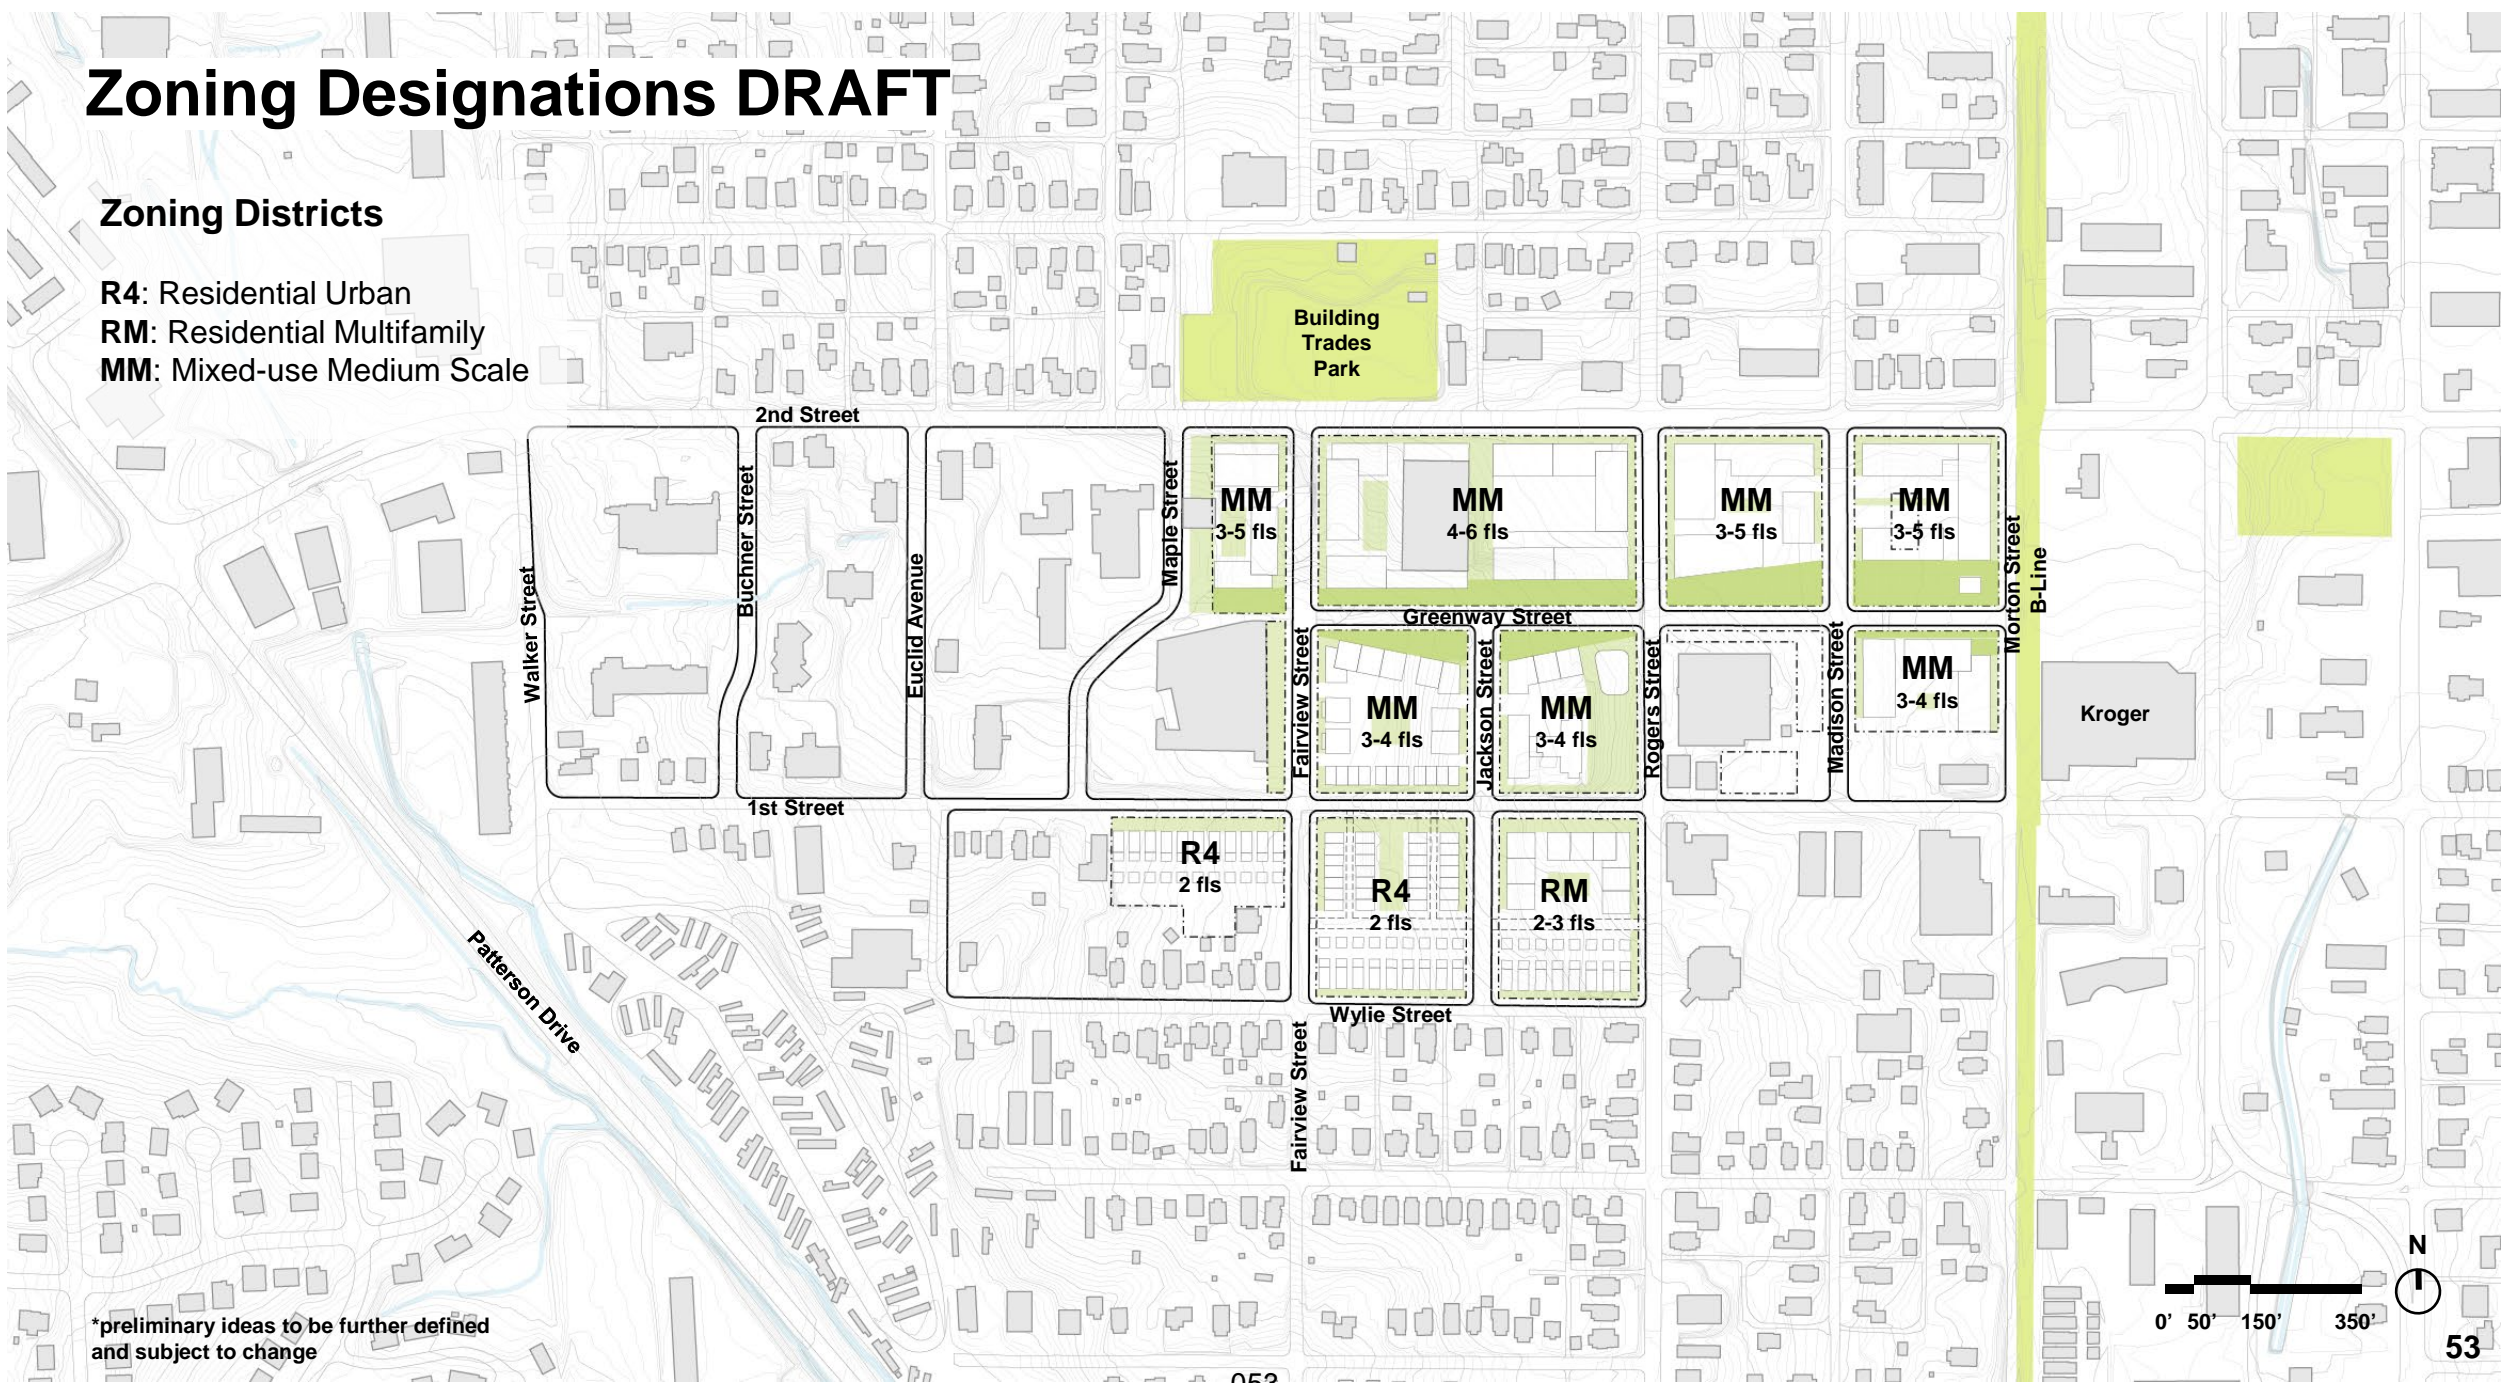 Zoning Designations DRAFT
Zoning Districts
R4: Residential Urban
RM: Residential Multifamily
MM: Mixed-use Medium Scale
Building
Trades
Park
2nd Street
Walker Street
Buchner Street
Euclid Avenue
Maple Street
MM
3-5 fls
MM
4-6 fls
MM
3-5 fls
MM
3-5 fls
Morton Street
B-Line
Greenway Street
Fairview Street
MM
3-4 fls
Jackson Street
MM
3-4 fls
Rogers Street
Madison Street
MM
3-4 fls
Kroger
1st Street
R4
2 fls
R4
2 fls
RM
2-3 fls
Patterson Drive
Wylie Street
Fairview Street
N
0' 50' 150' 350'
*preliminary ideas to be further defined
and subject to change
53